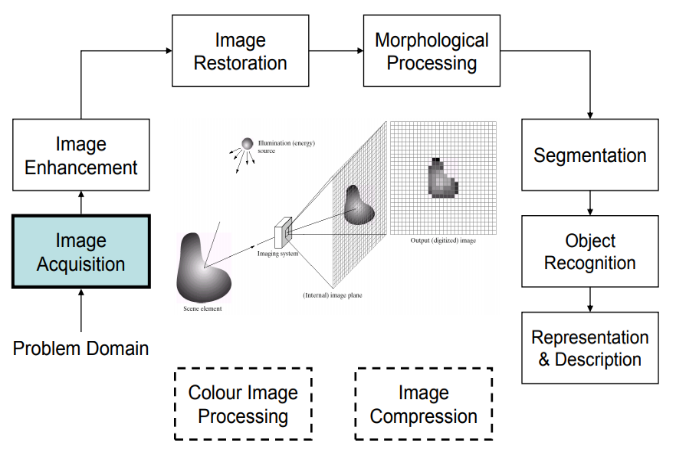 Image
Restoration
Morphological
Processing
Image
Enhancement
Segmentation
Image
Acquisition
Object
Recognition
Problem Domain
Representation
& Description
Illumination (energy)
source
Imaging system
Output (digitized) image
(Internal) image plane
Scene element
Colour Image
Processing
Image
Compression